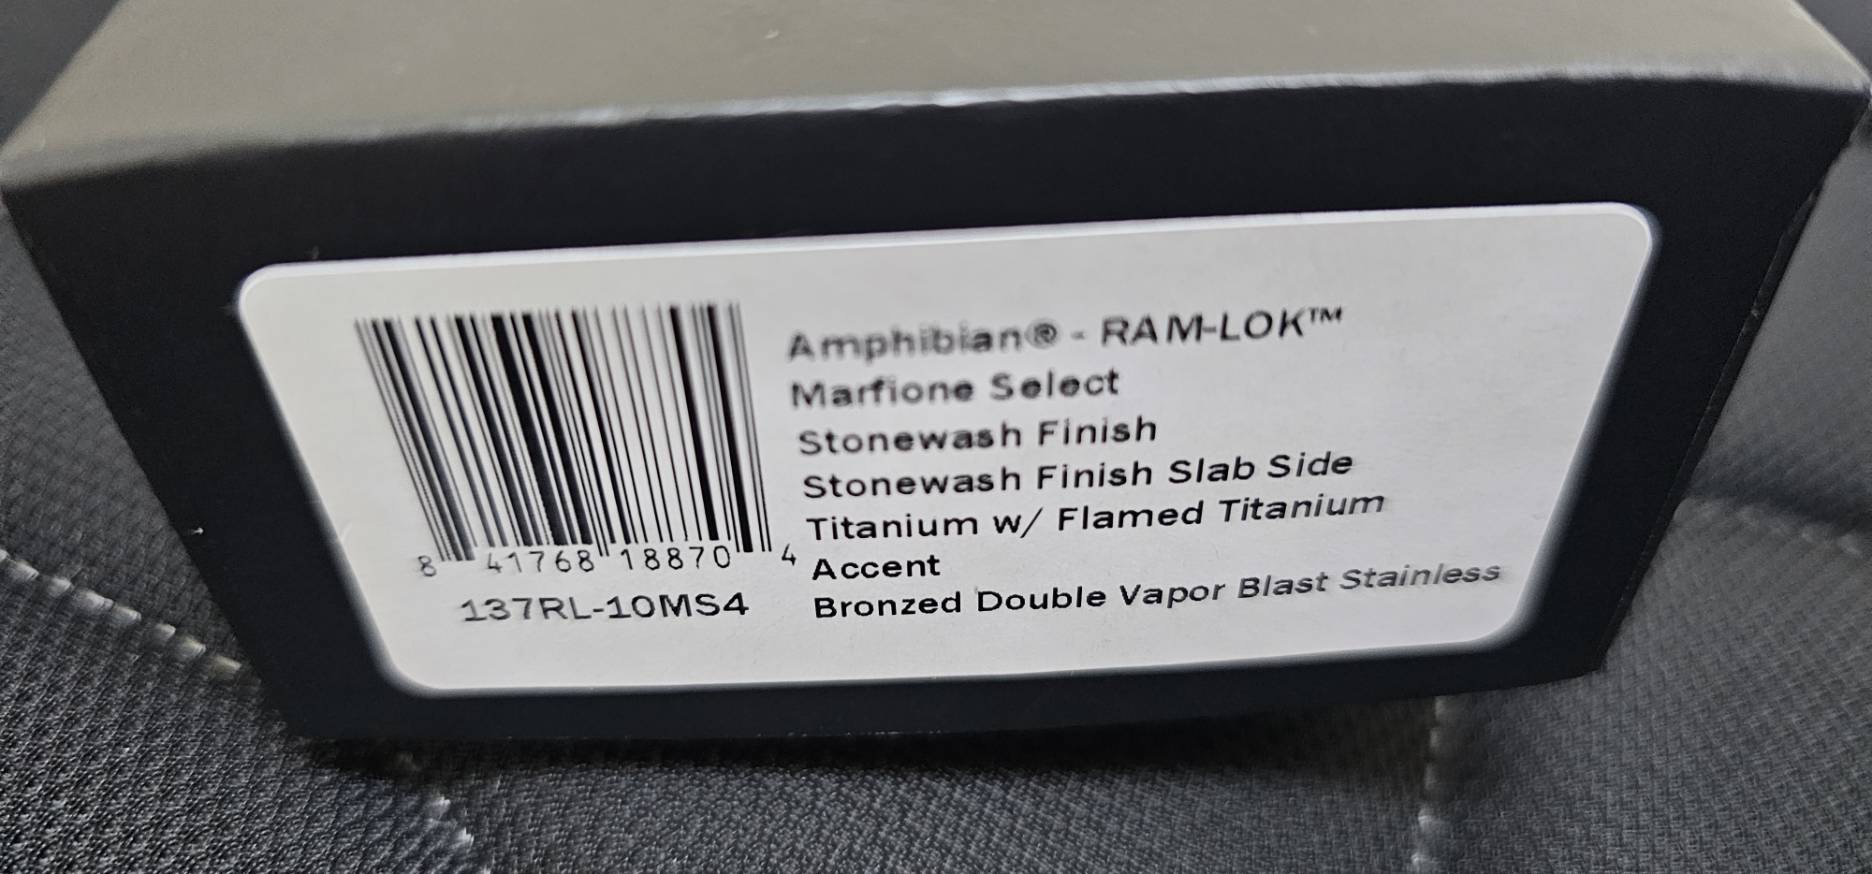 Amphibian® - RAM-LOK™
Marfione Select
Stonewash Finish
Stonewash Finish Slab Side
Titanium w/ Flamed Titanium
Accent
Bronzed Double Vapor Blast Stainless
8 41768 18870 4
137RL-10MS4